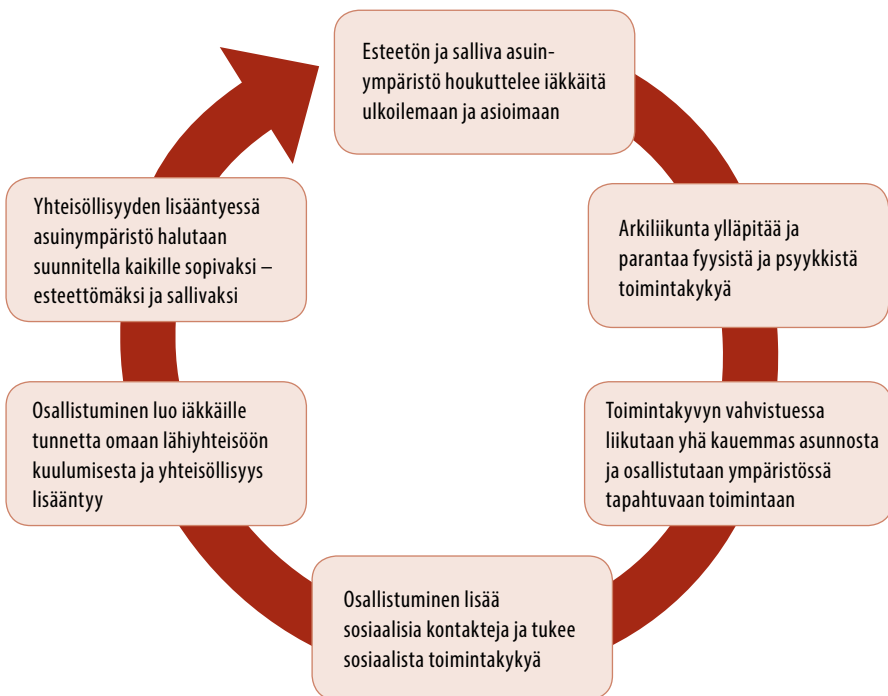 Esteetön ja salliva asuin-
ympäristö houkuttelee iäkkäitä
ulkoilemaan ja asioimaan
Arkiliikunta ylläpitää ja
parantaa fyysistä ja psyykkistä
toimintakykyä
Toimintakyvyn vahvistuessa
liikutaan yhä kauemmas asunnosta
ja osallistutaan ympäristössä
tapahtuvaan toimintaan
Osallistuminen lisää
sosiaalisia kontakteja ja tukee
sosiaalista toimintakykyä
Osallistuminen luo iäkkäille
tunnetta omaan lähiyhteisöön
kuulumisesta ja yhteisöllisyys
lisääntyy
Yhteisöllisyyden lisääntyessä
asuinympäristö halutaan
suunnitella kaikille sopivaksi –
esteettömäksi ja sallivaksi